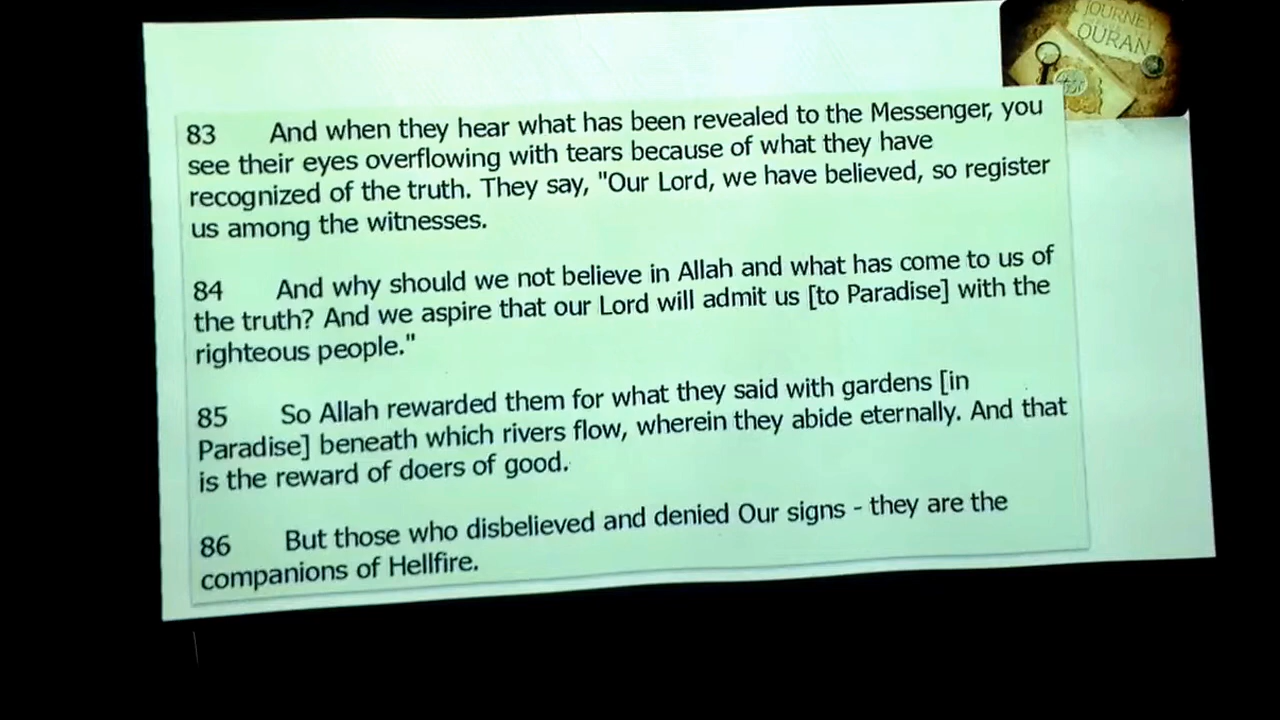 JOURNEY
QURAN
83 And when they hear what has been revealed to the Messenger, you
see their eyes overflowing with tears because of what they have
recognized of the truth. They say, "Our Lord, we have believed, so register
us among the witnesses.
84 And why should we not believe in Allah and what has come to us of
the truth? And we aspire that our Lord will admit us [to Paradise] with the
righteous people."
85 So Allah rewarded them for what they said with gardens [in
Paradise] beneath which rivers flow, wherein they abide eternally. And that
is the reward of doers of good.
86 But those who disbelieved and denied Our signs - they are the
companions of Hellfire.